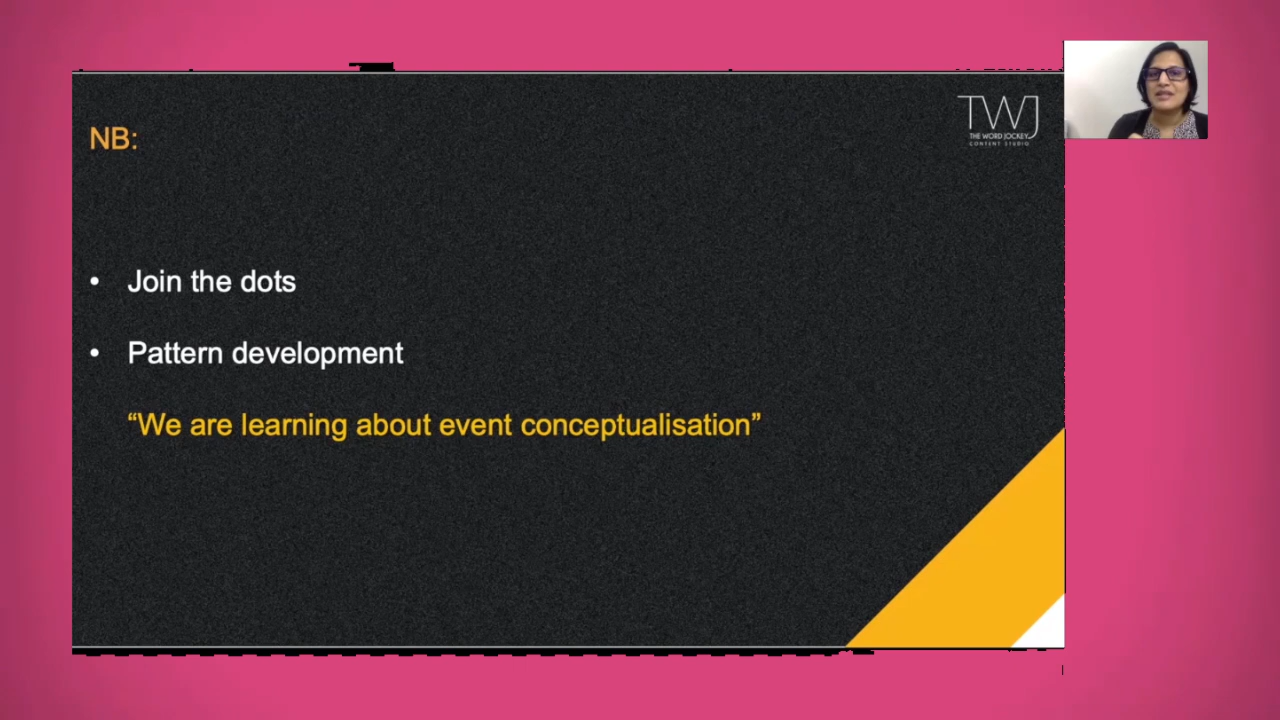 NB:
TWJ
THE WORD JOCKEY
CONTENT STUDIO
• Join the dots
• Pattern development
“We are learning about event conceptualisation”